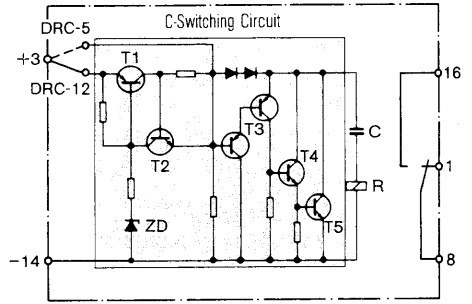 C-Switching Circuit
DRC-5
+3
DRC-12
T1
T2
T3
T4
T5
ZD
C
R
16
1
-14
8